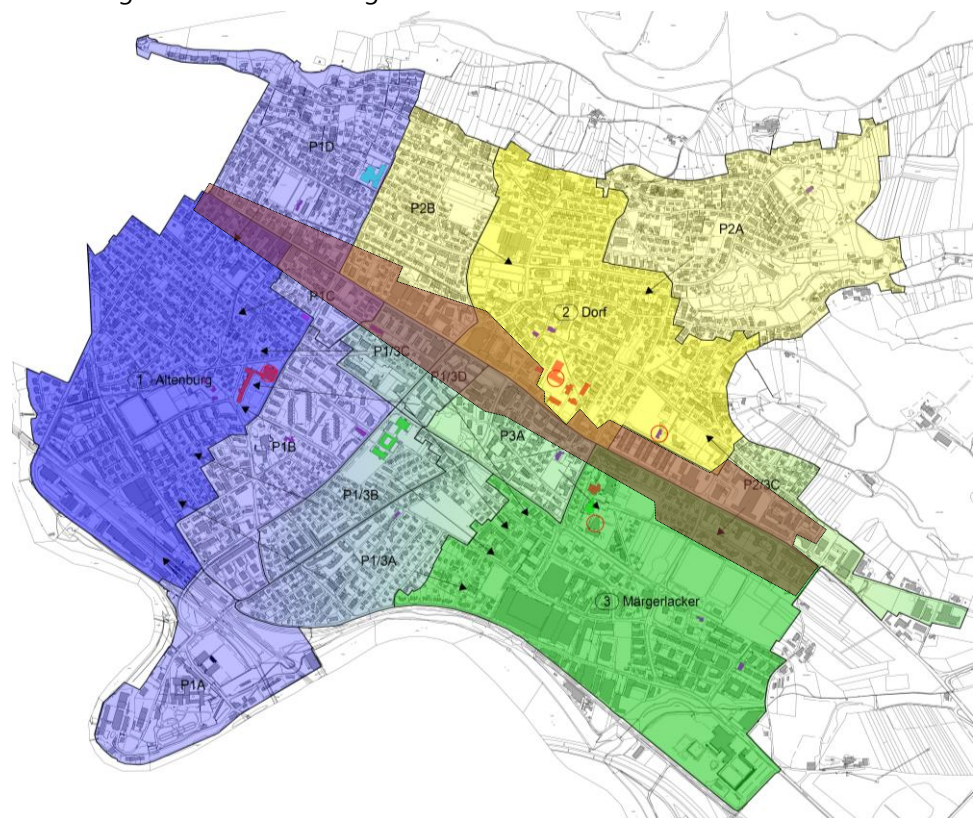 P1D
P2B
P2A
P1C
2 Dorf
P1/3C
P1/3D
1 Altenburg
P3A
P1B
P2/3C
P1/3B
P1/3A
3 Märgerlacker
P1A